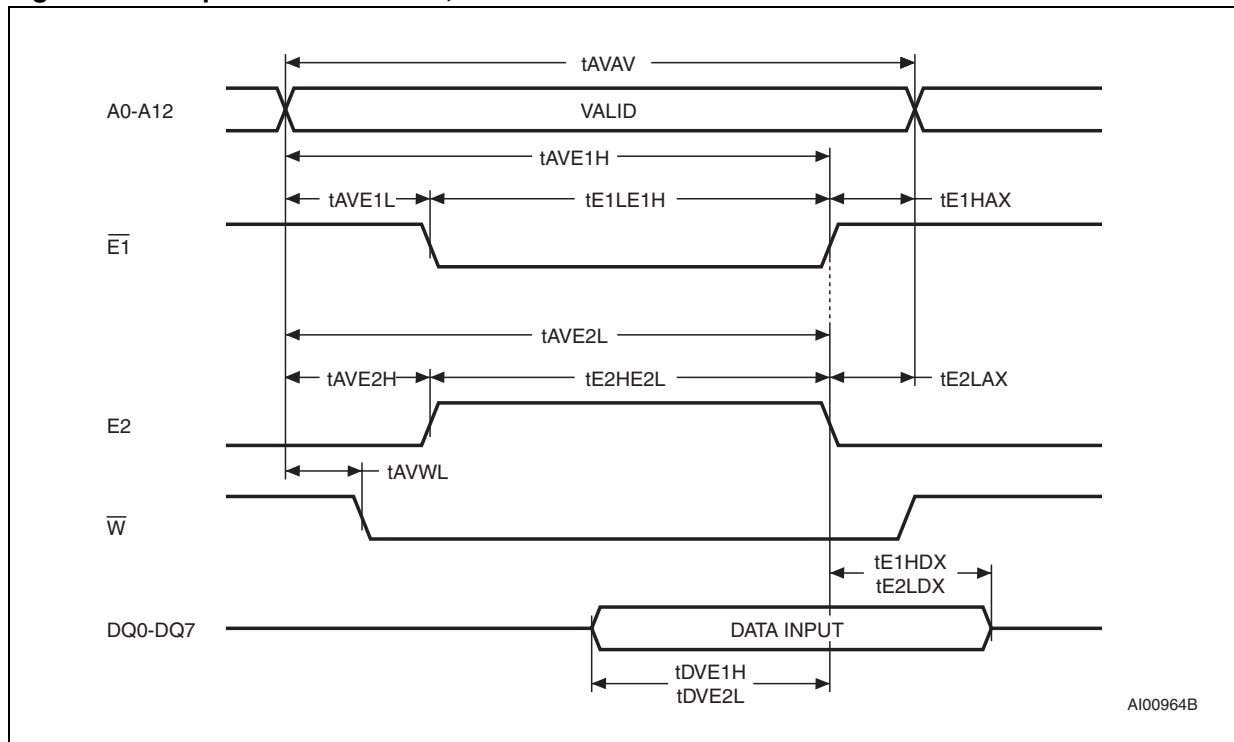 tAVAV
A0-A12
VALID
tAVE1H
tAVE1L
tE1LE1H
tE1HAX
E1
tAVE2L
tAVE2H
tE2HE2L
tE2LAX
E2
tAVWL
W
tE1HDX
tE2LDX
DQ0-DQ7
DATA INPUT
tDVE1H
tDVE2L
AI00964B